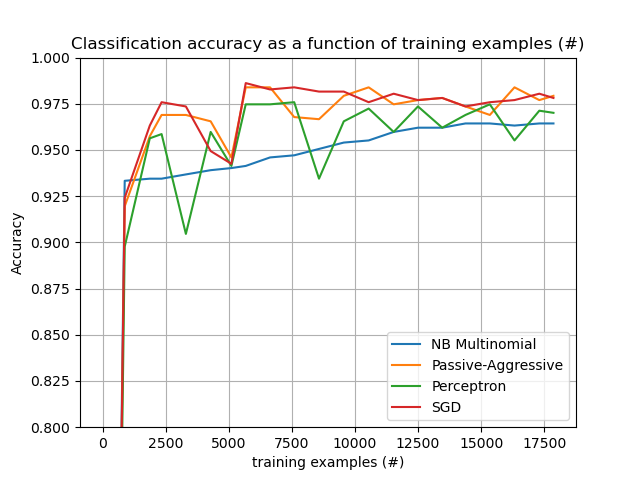 Classification accuracy as a function of training examples (#)
1.000
0.975
0.950
0.925
0.900
0.875
0.850
0.825
0.800
Accuracy
NB Multinomial
Passive-Aggressive
Perceptron
SGD
0 2500 5000 7500 10000 12500 15000 17500
training examples (#)